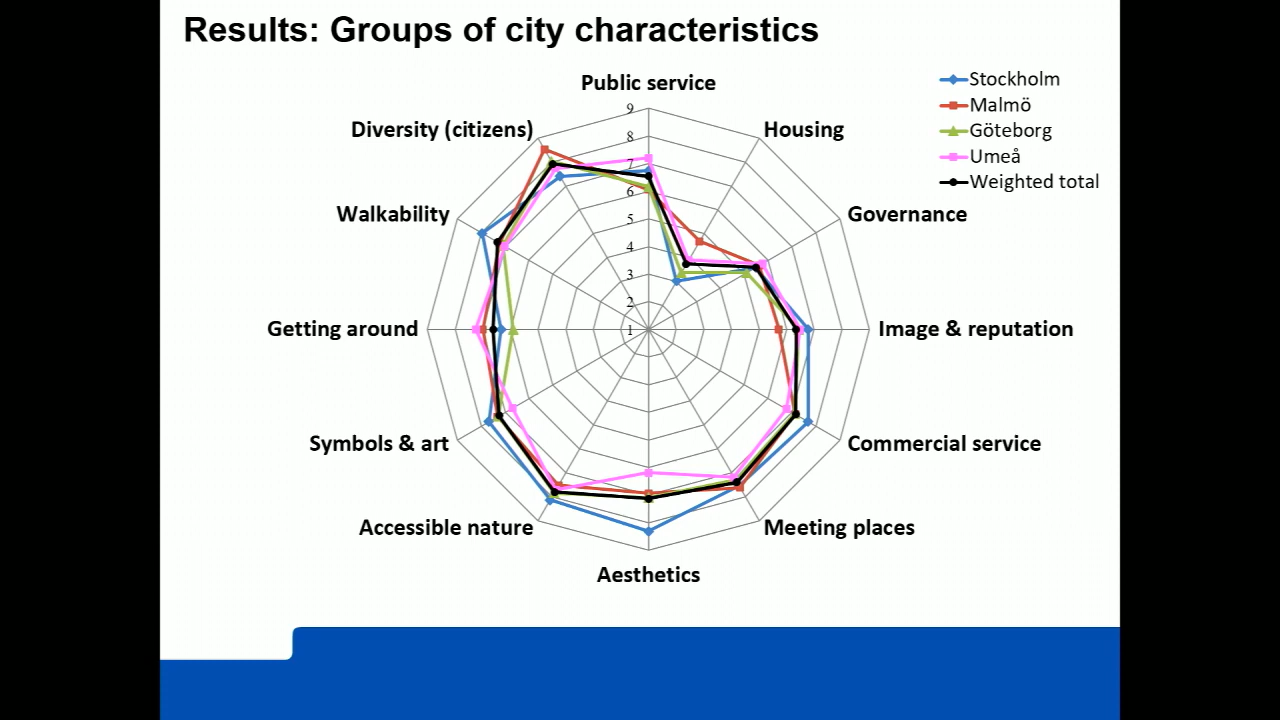 Results: Groups of city characteristics
Public service
Stockholm
Malmö
Göteborg
Umeå
Weighted total
Diversity (citizens)
Housing
Walkability
Governance
Getting around
Image & reputation
Symbols & art
Commercial service
Accessible nature
Meeting places
Aesthetics
9
8
7
6
5
4
3
2
1